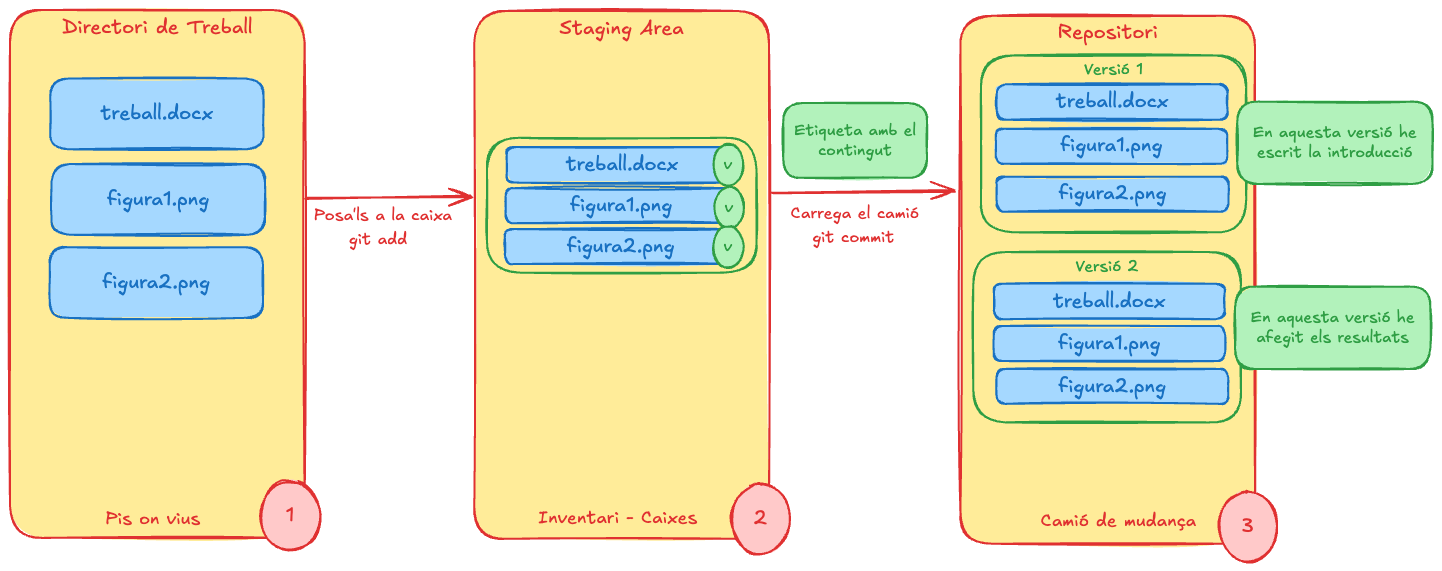 Directori de Treball
treball.docx
figura1.png
figura2.png
Pis on vius
1
Posa'ls a la caixa
git add
Staging Area
treball.docx
v
figura1.png
v
figura2.png
v
Inventari - Caixes
2
Etiqueta amb el
contingut
Carrega el camió
git commit
Repositori
Versió 1
treball.docx
figura1.png
figura2.png
En aquesta versió he
escrit la introducció
Versió 2
treball.docx
figura1.png
figura2.png
En aquesta versió he
afegit els resultats
Camió de mudança
3